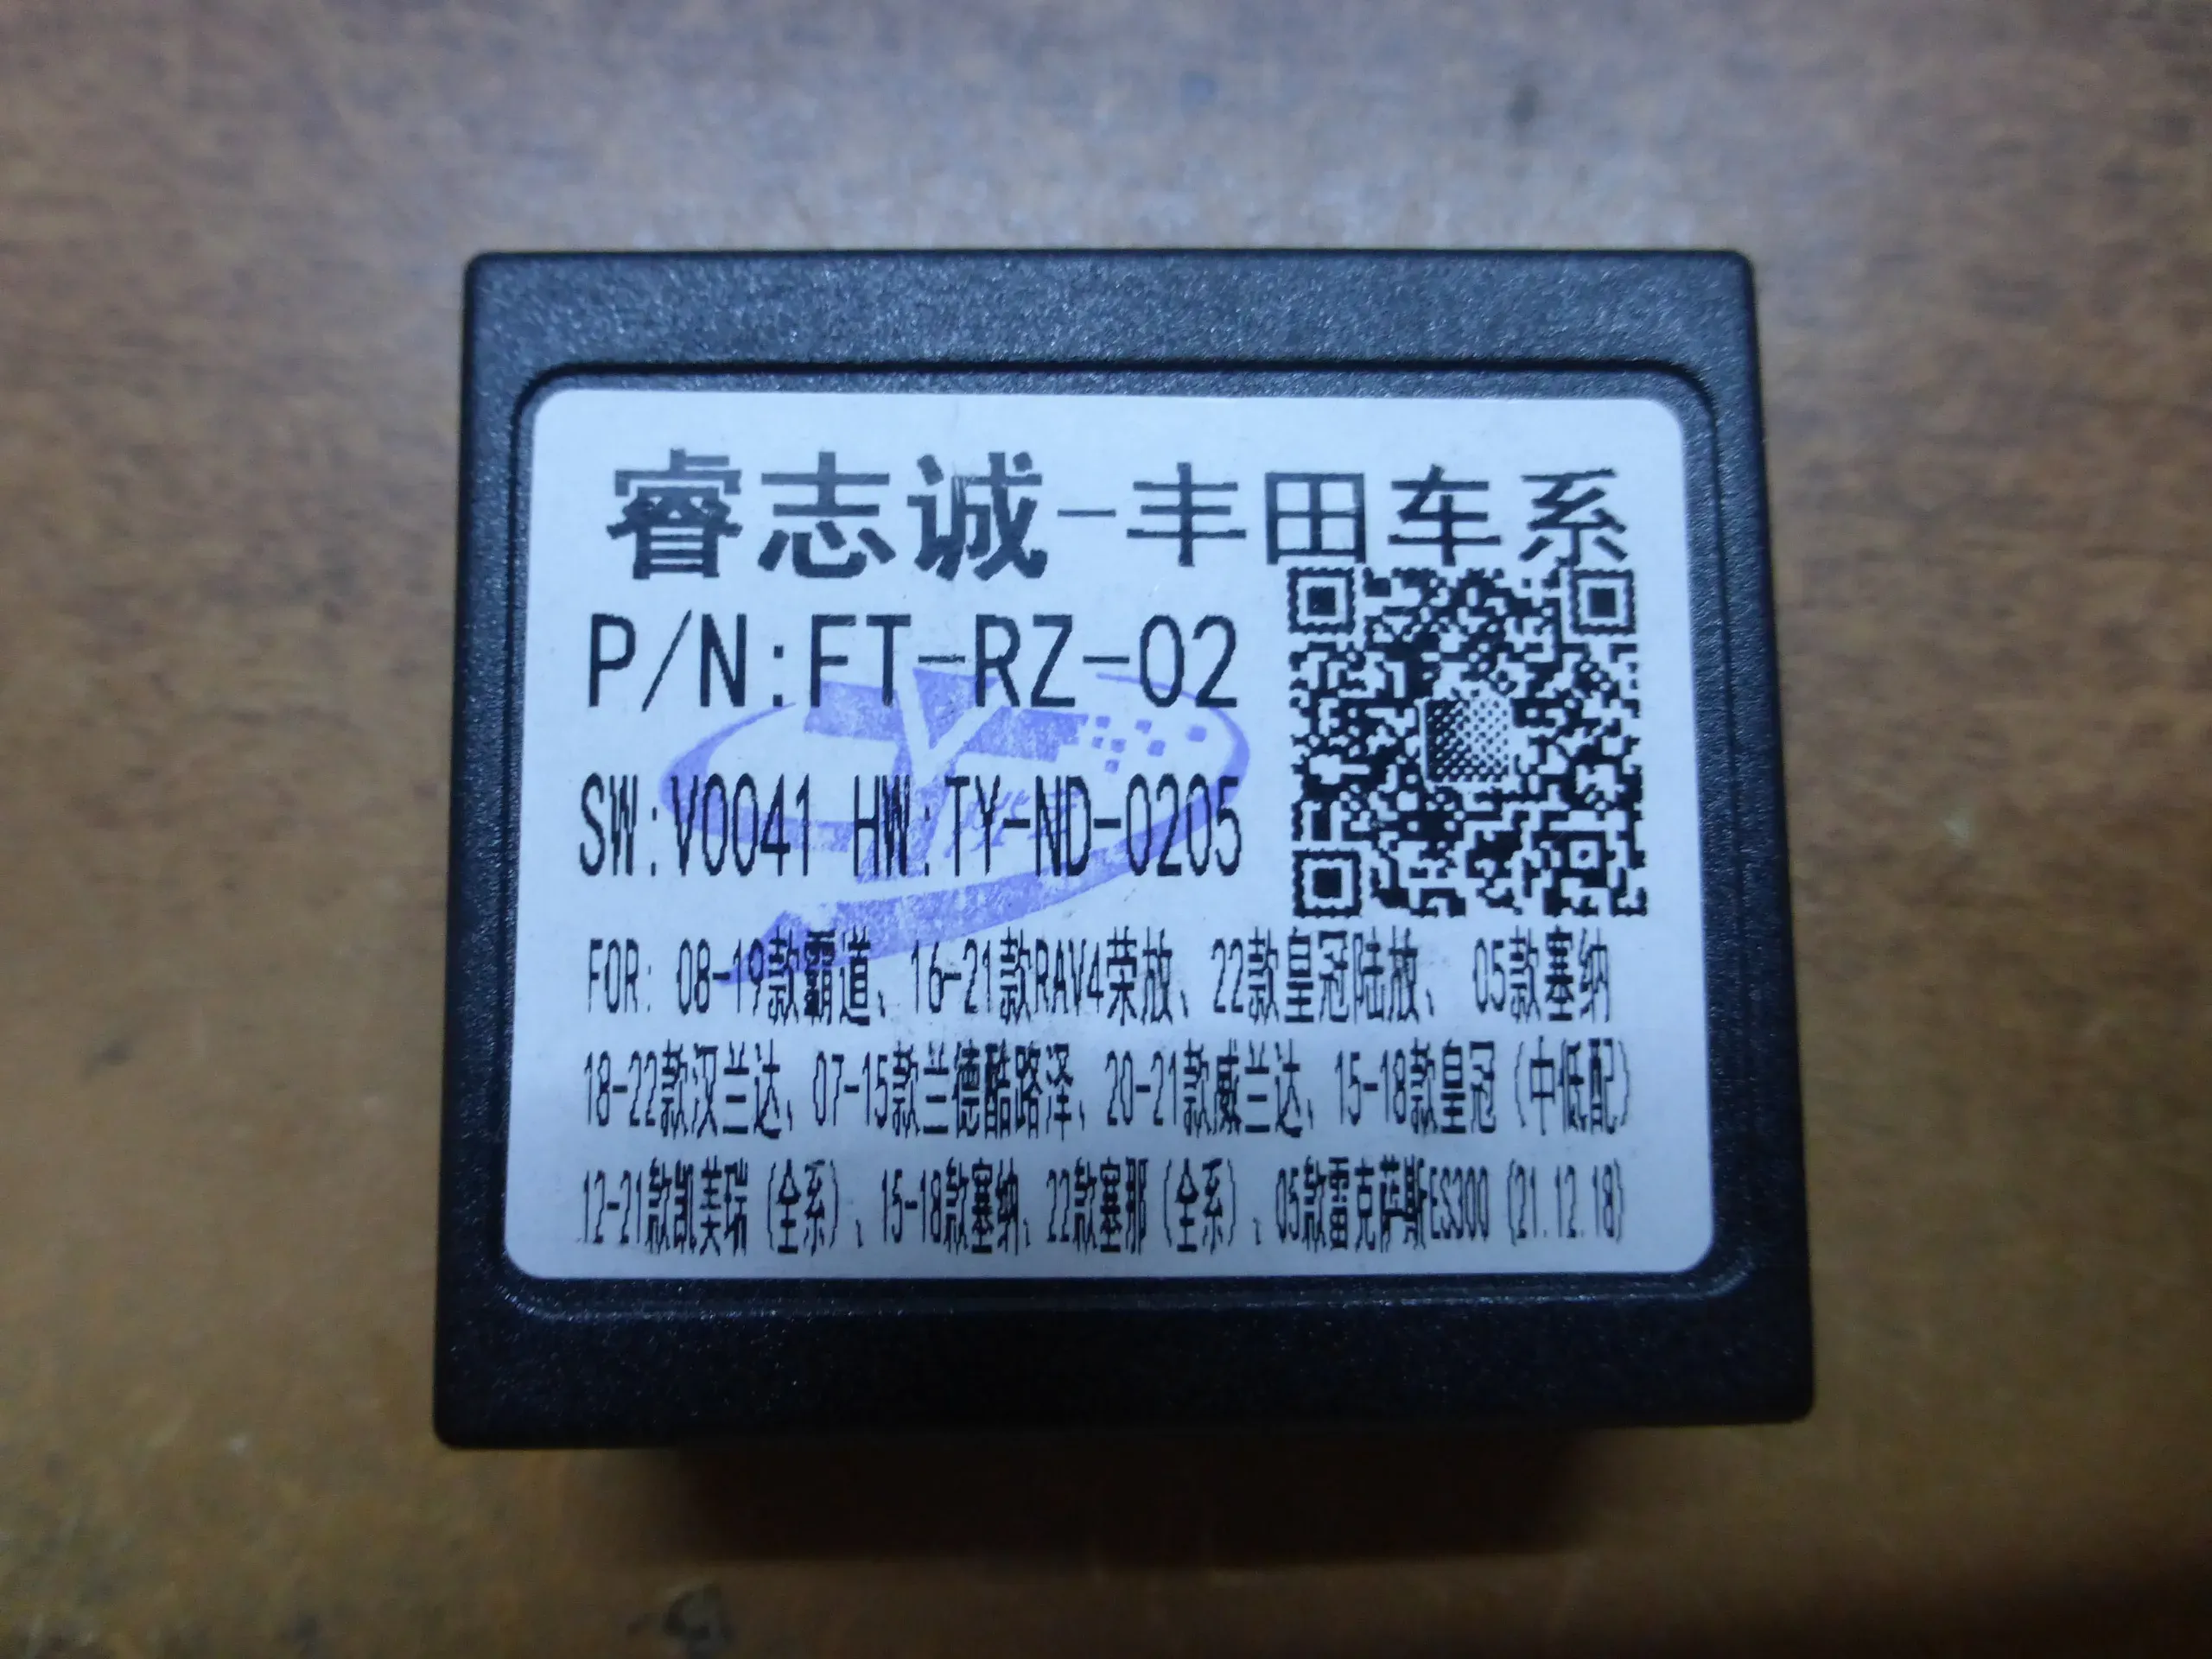 睿志诚-丰田车系
P/N:FT-RZ-02
SW:V0041 HW:TY-ND-0205
FOR: 08-19款霸道、16-21款RAV4荣放、22款皇冠陆放、 05款塞纳
18-22款汉兰达、07-15款兰德酷路泽、20-21款威兰达、15-18款皇冠(中低配)
12-21款凯美瑞(全系)、15-18款塞纳、22款塞那(全系)、05款雷克萨斯ES300 (21.12.18)